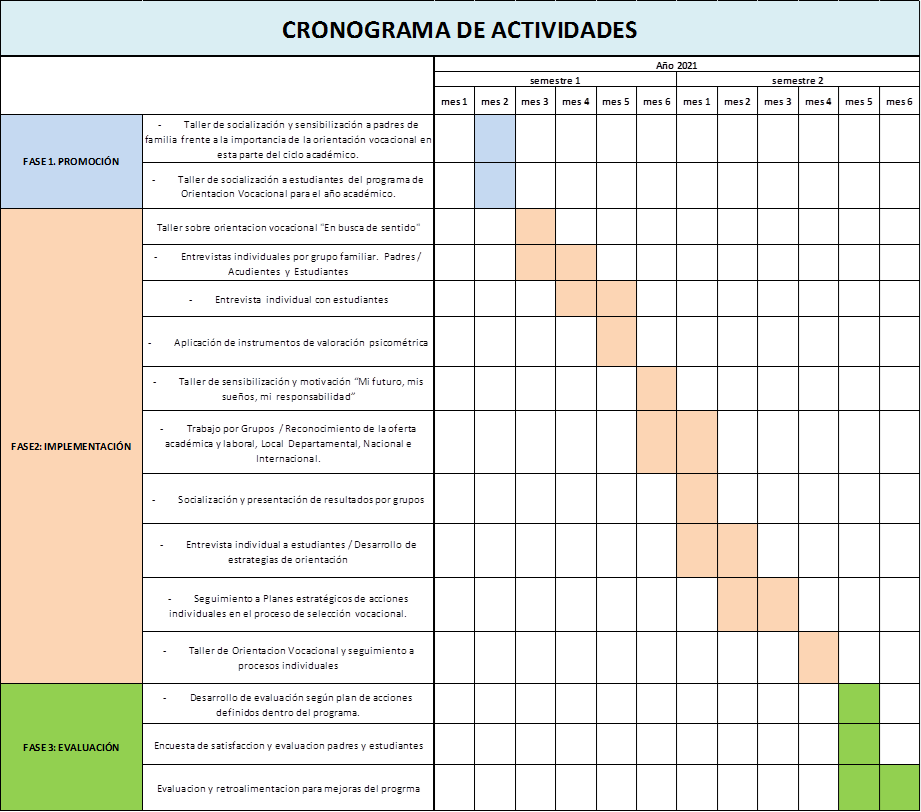 CRONOGRAMA DE ACTIVIDADES
Año 2021
semestre 1 semestre 2
mes 1 mes 2 mes 3 mes 4 mes 5 mes 6 mes 1 mes 2 mes 3 mes 4 mes 5 mes 6
FASE 1. PROMOCIÓN
- Taller de socialización y sensibilización a padres de
familia frente a la importancia de la orientación vocacional en
esta parte del ciclo académico.
- Taller de socialización a estudiantes del programa de
Orientacion Vocacional para el año académico.
FASE2: IMPLEMENTACIÓN
Taller sobre orientacion vocacional "En busca de sentido"
- Entrevistas individuales por grupo familiar. Padres /
Acudientes y Estudiantes
- Entrevista individual con estudiantes
- Aplicación de instrumentos de valoración psicométrica
- Taller de sensibilización y motivación “Mi futuro, mis
sueños, mi responsabilidad”
- Trabajo por Grupos / Reconocimiento de la oferta
académica y laboral, Local Departamental, Nacional e
Internacional.
- Socialización y presentación de resultados por grupos
- Entrevista individual a estudiantes / Desarrollo de
estrategias de orientación
- Seguimiento a Planes estratégicos de acciones
individuales en el proceso de selección vocacional.
- Taller de Orientacion Vocacional y seguimiento a
procesos individuales
FASE 3: EVALUACIÓN
- Desarrollo de evaluación según plan de acciones
definidos dentro del programa.
Encuesta de satisfaccion y evaluacion padres y estudiantes
Evaluacion y retroalimentacion para mejoras del progrma